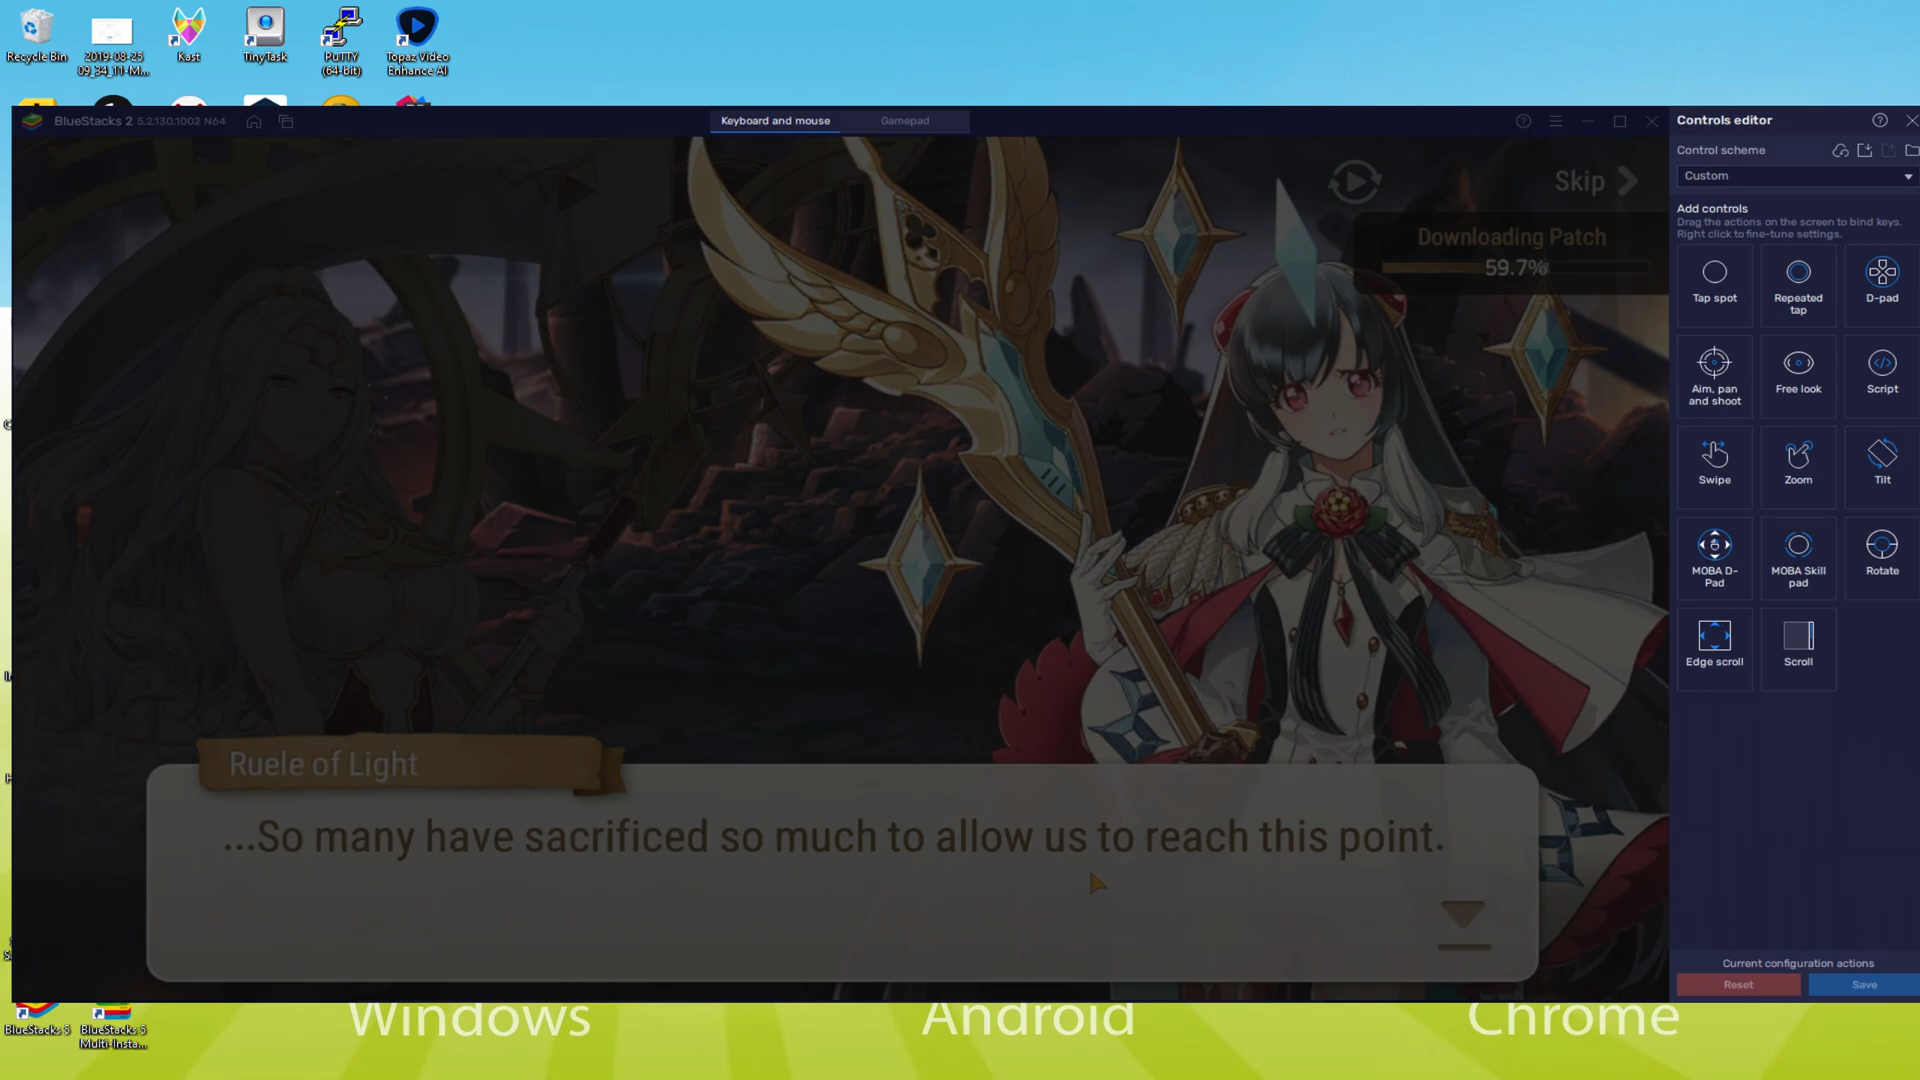 Recycle Bin
2019-08-25
09_34_11-M...
Kast
TinyTask
PuTTY
(64-bit)
Topaz Video
Enhance AI
BlueStacks 2 5.2.130.1002 N64
Keyboard and mouse
Gamepad
Controls editor
Control scheme
Custom
Add controls
Drag the actions on the screen to bind keys.
Right click to fine-tune settings.
Skip
Downloading Patch
59.7%
Tap spot
Repeated
tap
D-pad
Aim, pan
and shoot
Free look
Script
Swipe
Zoom
Tilt
MOBA D-
Pad
MOBA Skill
pad
Rotate
Edge scroll
Scroll
Ruele of Light
...So many have sacrificed so much to allow us to reach this point.
Current configuration actions
Reset
Save
BlueStacks 5
BlueStacks 5
Multi-Insta...
Windows
Android
Chrome